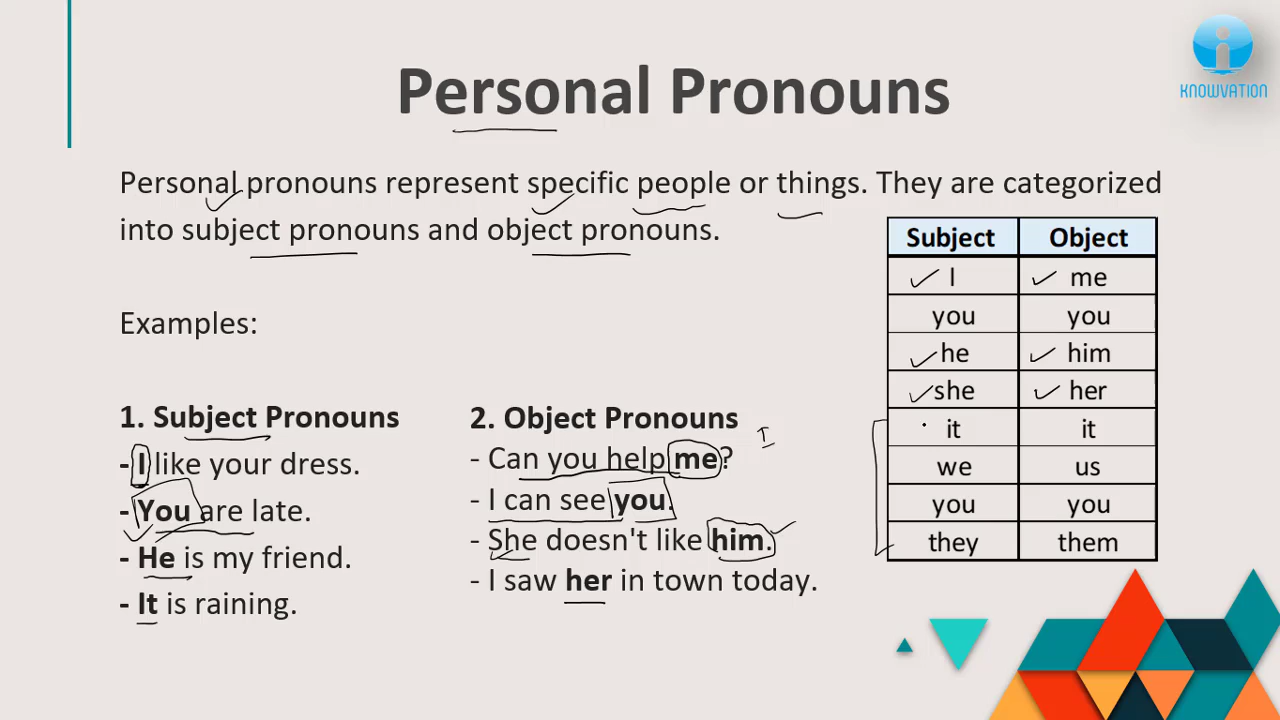 KNOWVATION
Personal Pronouns
Personal pronouns represent specific people or things. They are categorized
into subject pronouns and object pronouns.
Examples:
1. Subject Pronouns
- I like your dress.
- You are late.
- He is my friend.
- It is raining.
2. Object Pronouns
I
- Can you help me?
- I can see you.
- She doesn't like him.
- I saw her in town today.
Subject Object
I me
you you
he him
she her
it it
we us
you you
they them